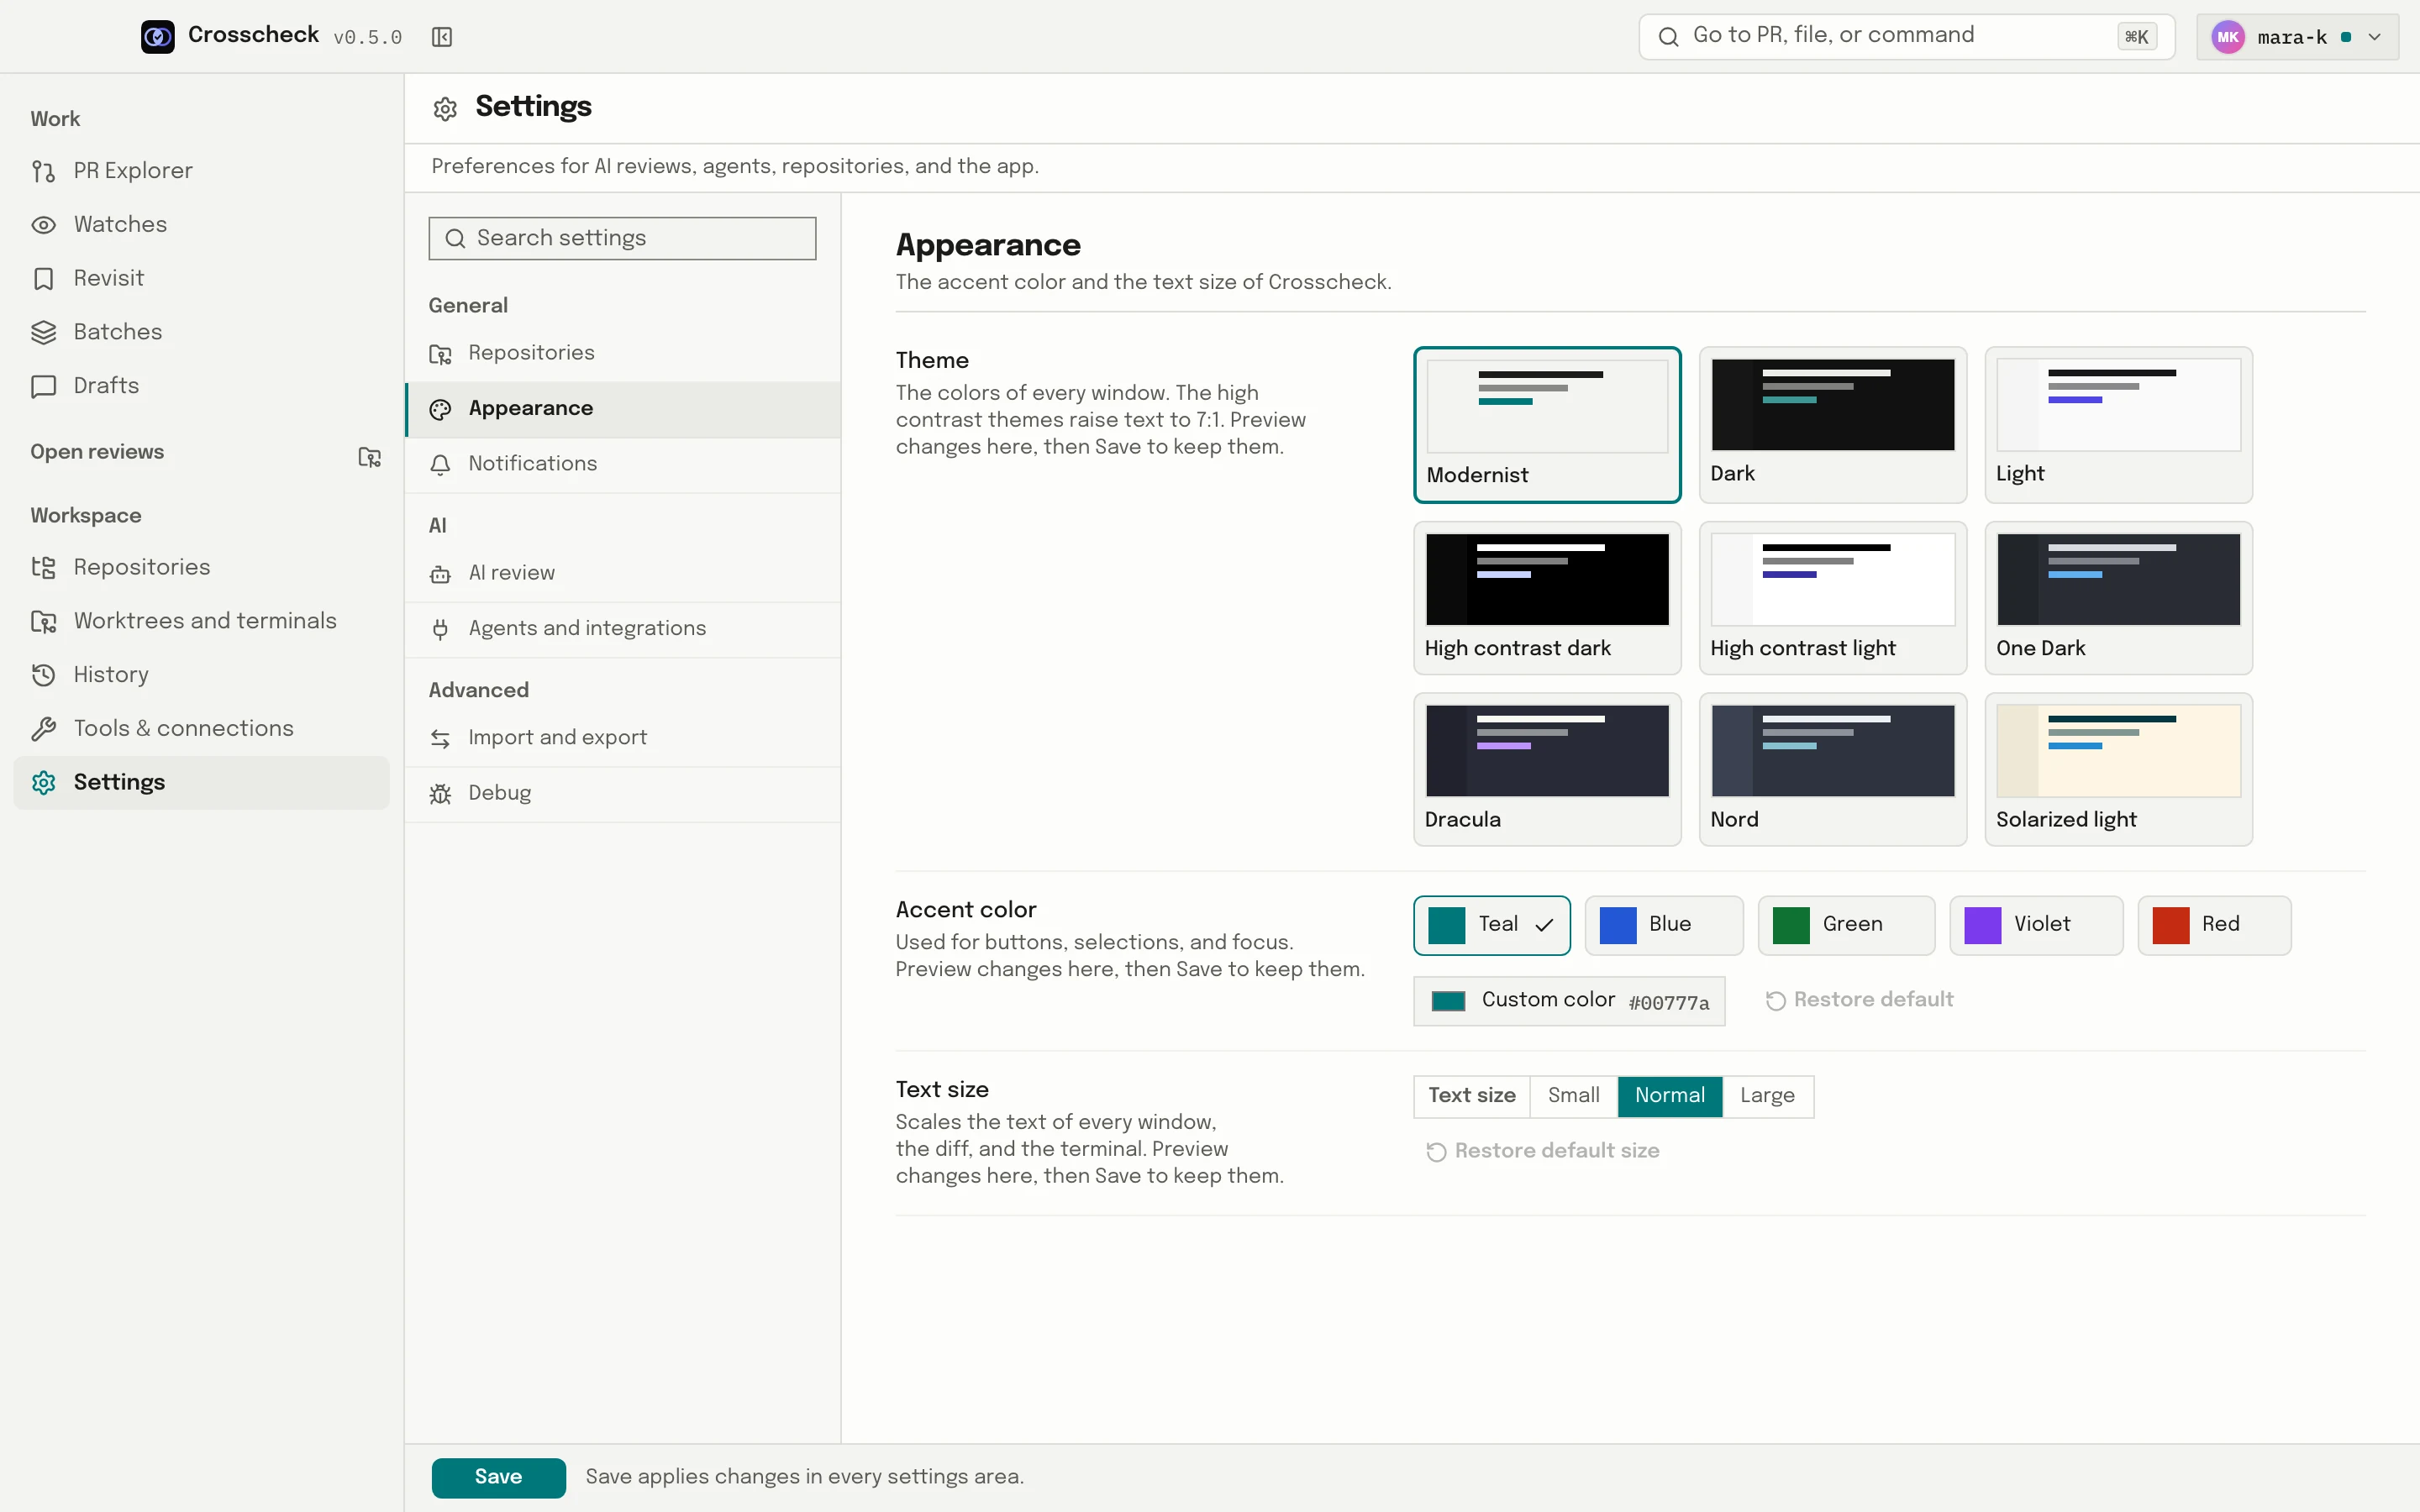 Crosscheck v0.5.0
Go to PR, file, or command ⌘K
MK mara-k
Work
PR Explorer
Watches
Revisit
Batches
Drafts
Open reviews
Workspace
Repositories
Worktrees and terminals
History
Tools & connections
Settings
Settings
Preferences for AI reviews, agents, repositories, and the app.
Search settings
General
Repositories
Appearance
Notifications
AI
AI review
Agents and integrations
Advanced
Import and export
Debug
Appearance
The accent color and the text size of Crosscheck.
Theme
The colors of every window. The high
contrast themes raise text to 7:1. Preview
changes here, then Save to keep them.
Modernist
Dark
Light
High contrast dark
High contrast light
One Dark
Dracula
Nord
Solarized light
Accent color
Used for buttons, selections, and focus.
Preview changes here, then Save to keep them.
Teal
Blue
Green
Violet
Red
Custom color #00777a
Restore default
Text size
Scales the text of every window,
the diff, and the terminal. Preview
changes here, then Save to keep them.
Text size Small Normal Large
Restore default size
Save
Save applies changes in every settings area.